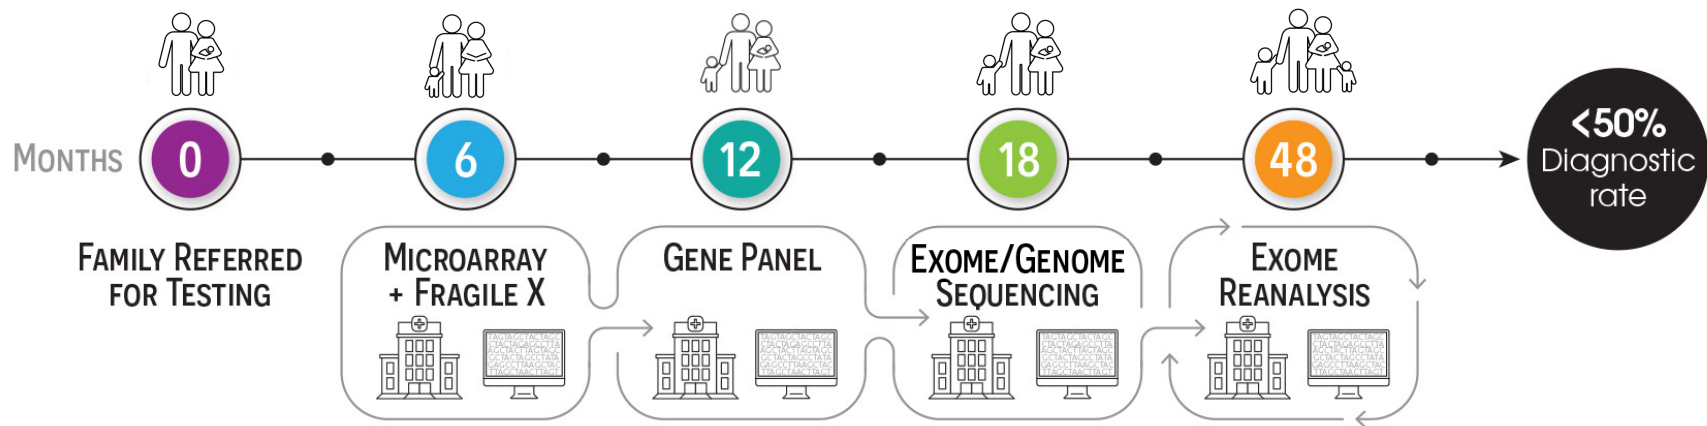 MONTHS
0
6
12
18
48
<50%
Diagnostic
rate
FAMILY REFERRED
FOR TESTING
MICROARRAY
+ FRAGILE X
GENE PANEL
EXOME/GENOME
SEQUENCING
EXOME
REANALYSIS